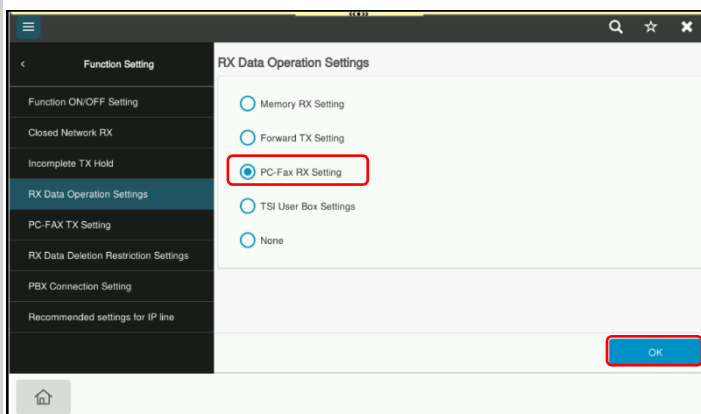 Function Setting
RX Data Operation Settings
Function ON/OFF Setting
Closed Network RX
Incomplete TX Hold
RX Data Operation Settings
PC-FAX TX Setting
RX Data Deletion Restriction Settings
PBX Connection Setting
Recommended settings for IP line
Memory RX Setting
Forward TX Setting
PC-Fax RX Setting
TSI User Box Settings
None
OK